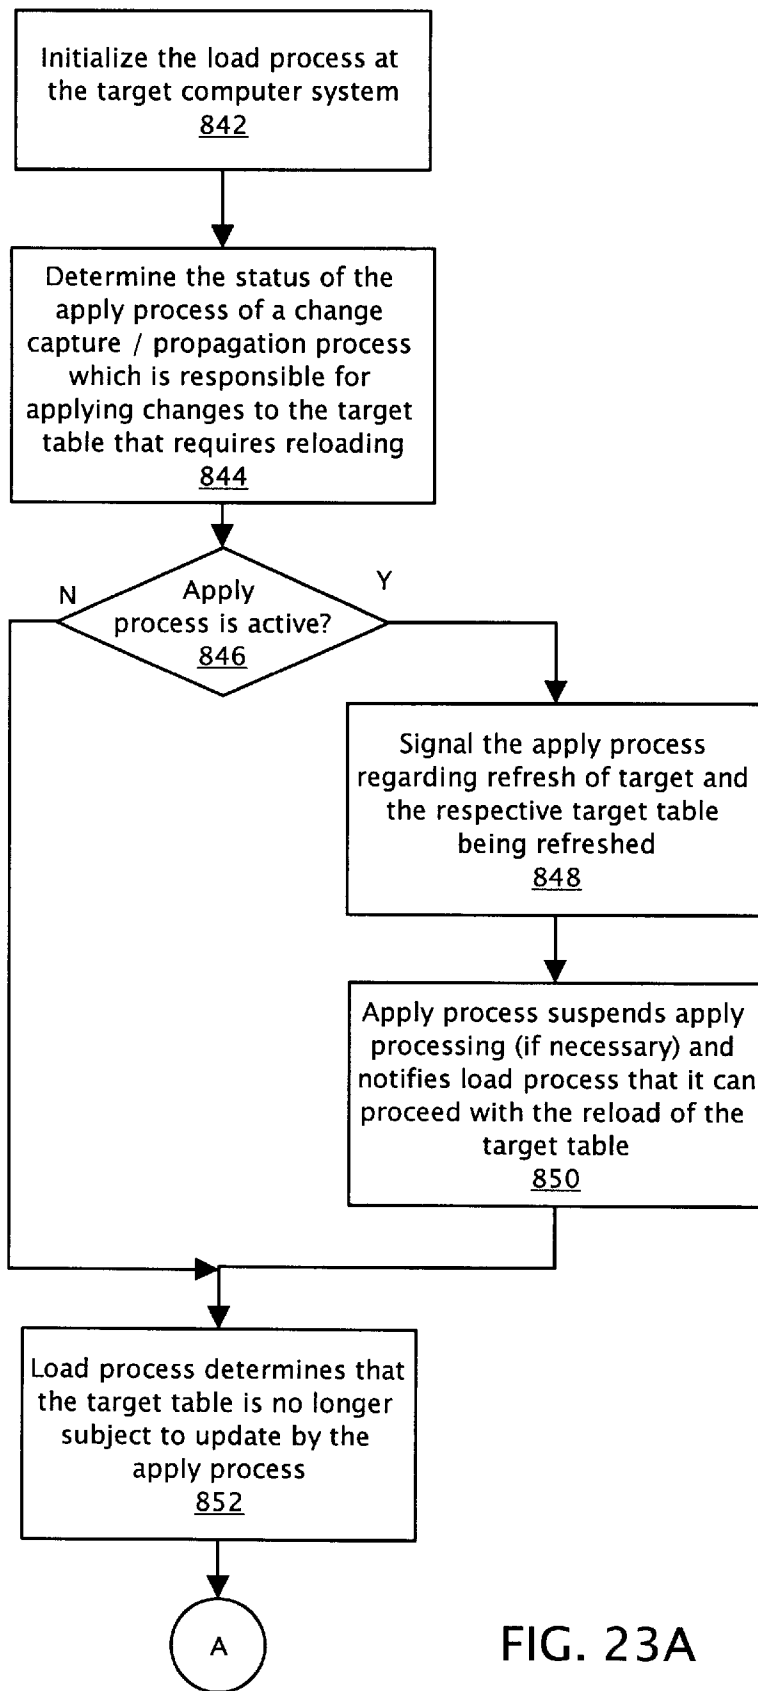 Initialize the load process at
the target computer system
842
Determine the status of the
apply process of a change
capture / propagation process
which is responsible for
applying changes to the target
table that requires reloading
844
N
Y
Apply
process is active?
846
Signal the apply process
regarding refresh of target and
the respective target table
being refreshed
848
Apply process suspends apply
processing (if necessary) and
notifies load process that it can
proceed with the reload of the
target table
850
Load process determines that
the target table is no longer
subject to update by the
apply process
852
A
FIG. 23A